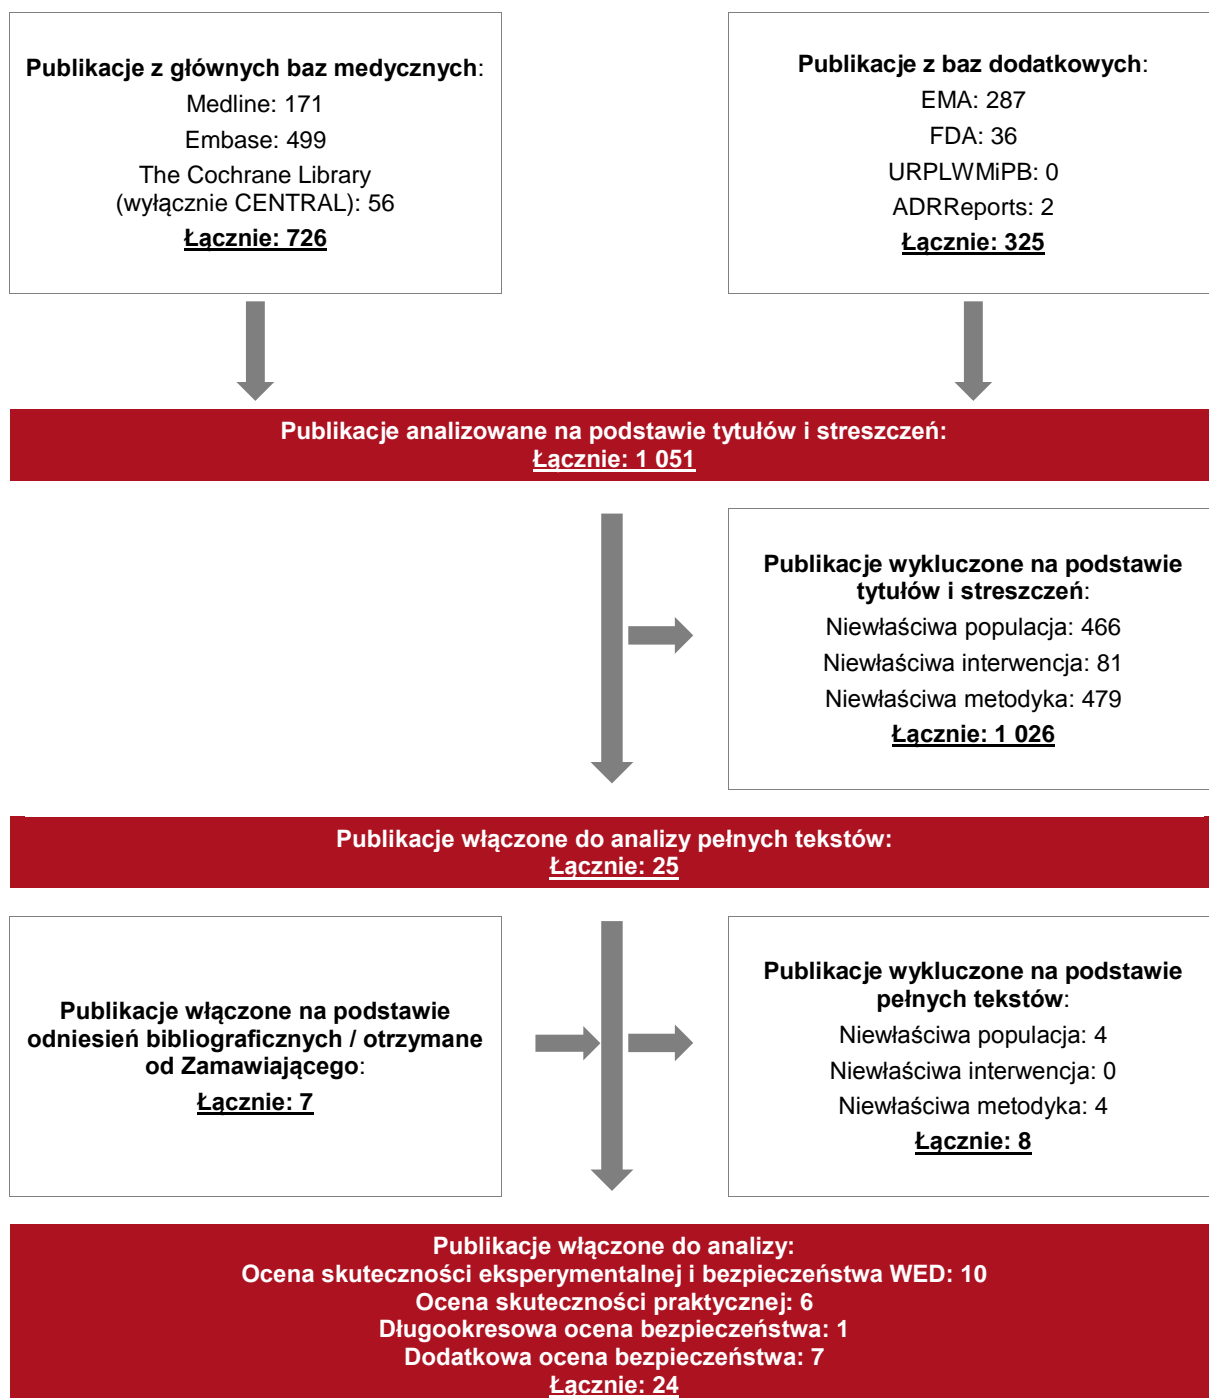 Publikacje z głównych baz medycznych:
Medline: 171
Embase: 499
The Cochrane Library
(wyłącznie CENTRAL): 56
Łącznie: 726
Publikacje z baz dodatkowych:
EMA: 287
FDA: 36
URPLWMiPB: 0
ADRReports: 2
Łącznie: 325
Publikacje analizowane na podstawie tytułów i streszczeń:
Łącznie: 1 051
Publikacje wykluczone na podstawie
tytułów i streszczeń:
Niewłaściwa populacja: 466
Niewłaściwa interwencja: 81
Niewłaściwa metodyka: 479
Łącznie: 1 026
Publikacje włączone do analizy pełnych tekstów:
Łącznie: 25
Publikacje włączone na podstawie
odniesień bibliograficznych / otrzymane
od Zamawiającego:
Łącznie: 7
Publikacje wykluczone na podstawie
pełnych tekstów:
Niewłaściwa populacja: 4
Niewłaściwa interwencja: 0
Niewłaściwa metodyka: 4
Łącznie: 8
Publikacje włączone do analizy:
Ocena skuteczności eksperymentalnej i bezpieczeństwa WED: 10
Ocena skuteczności praktycznej: 6
Długookresowa ocena bezpieczeństwa: 1
Dodatkowa ocena bezpieczeństwa: 7
Łącznie: 24